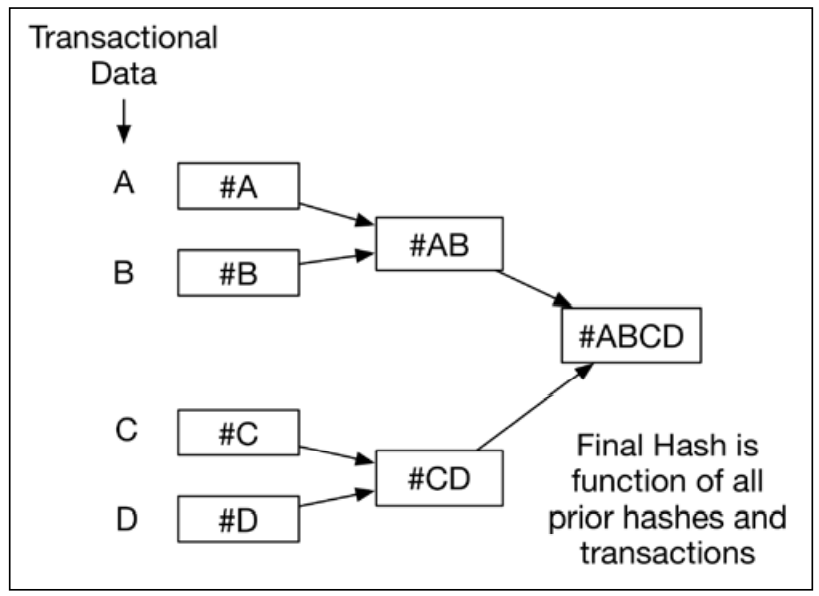 Transactional
Data
A
#A
#AB
B
#B
#ABCD
C
#C
#CD
D
#D
Final Hash is
function of all
prior hashes and
transactions